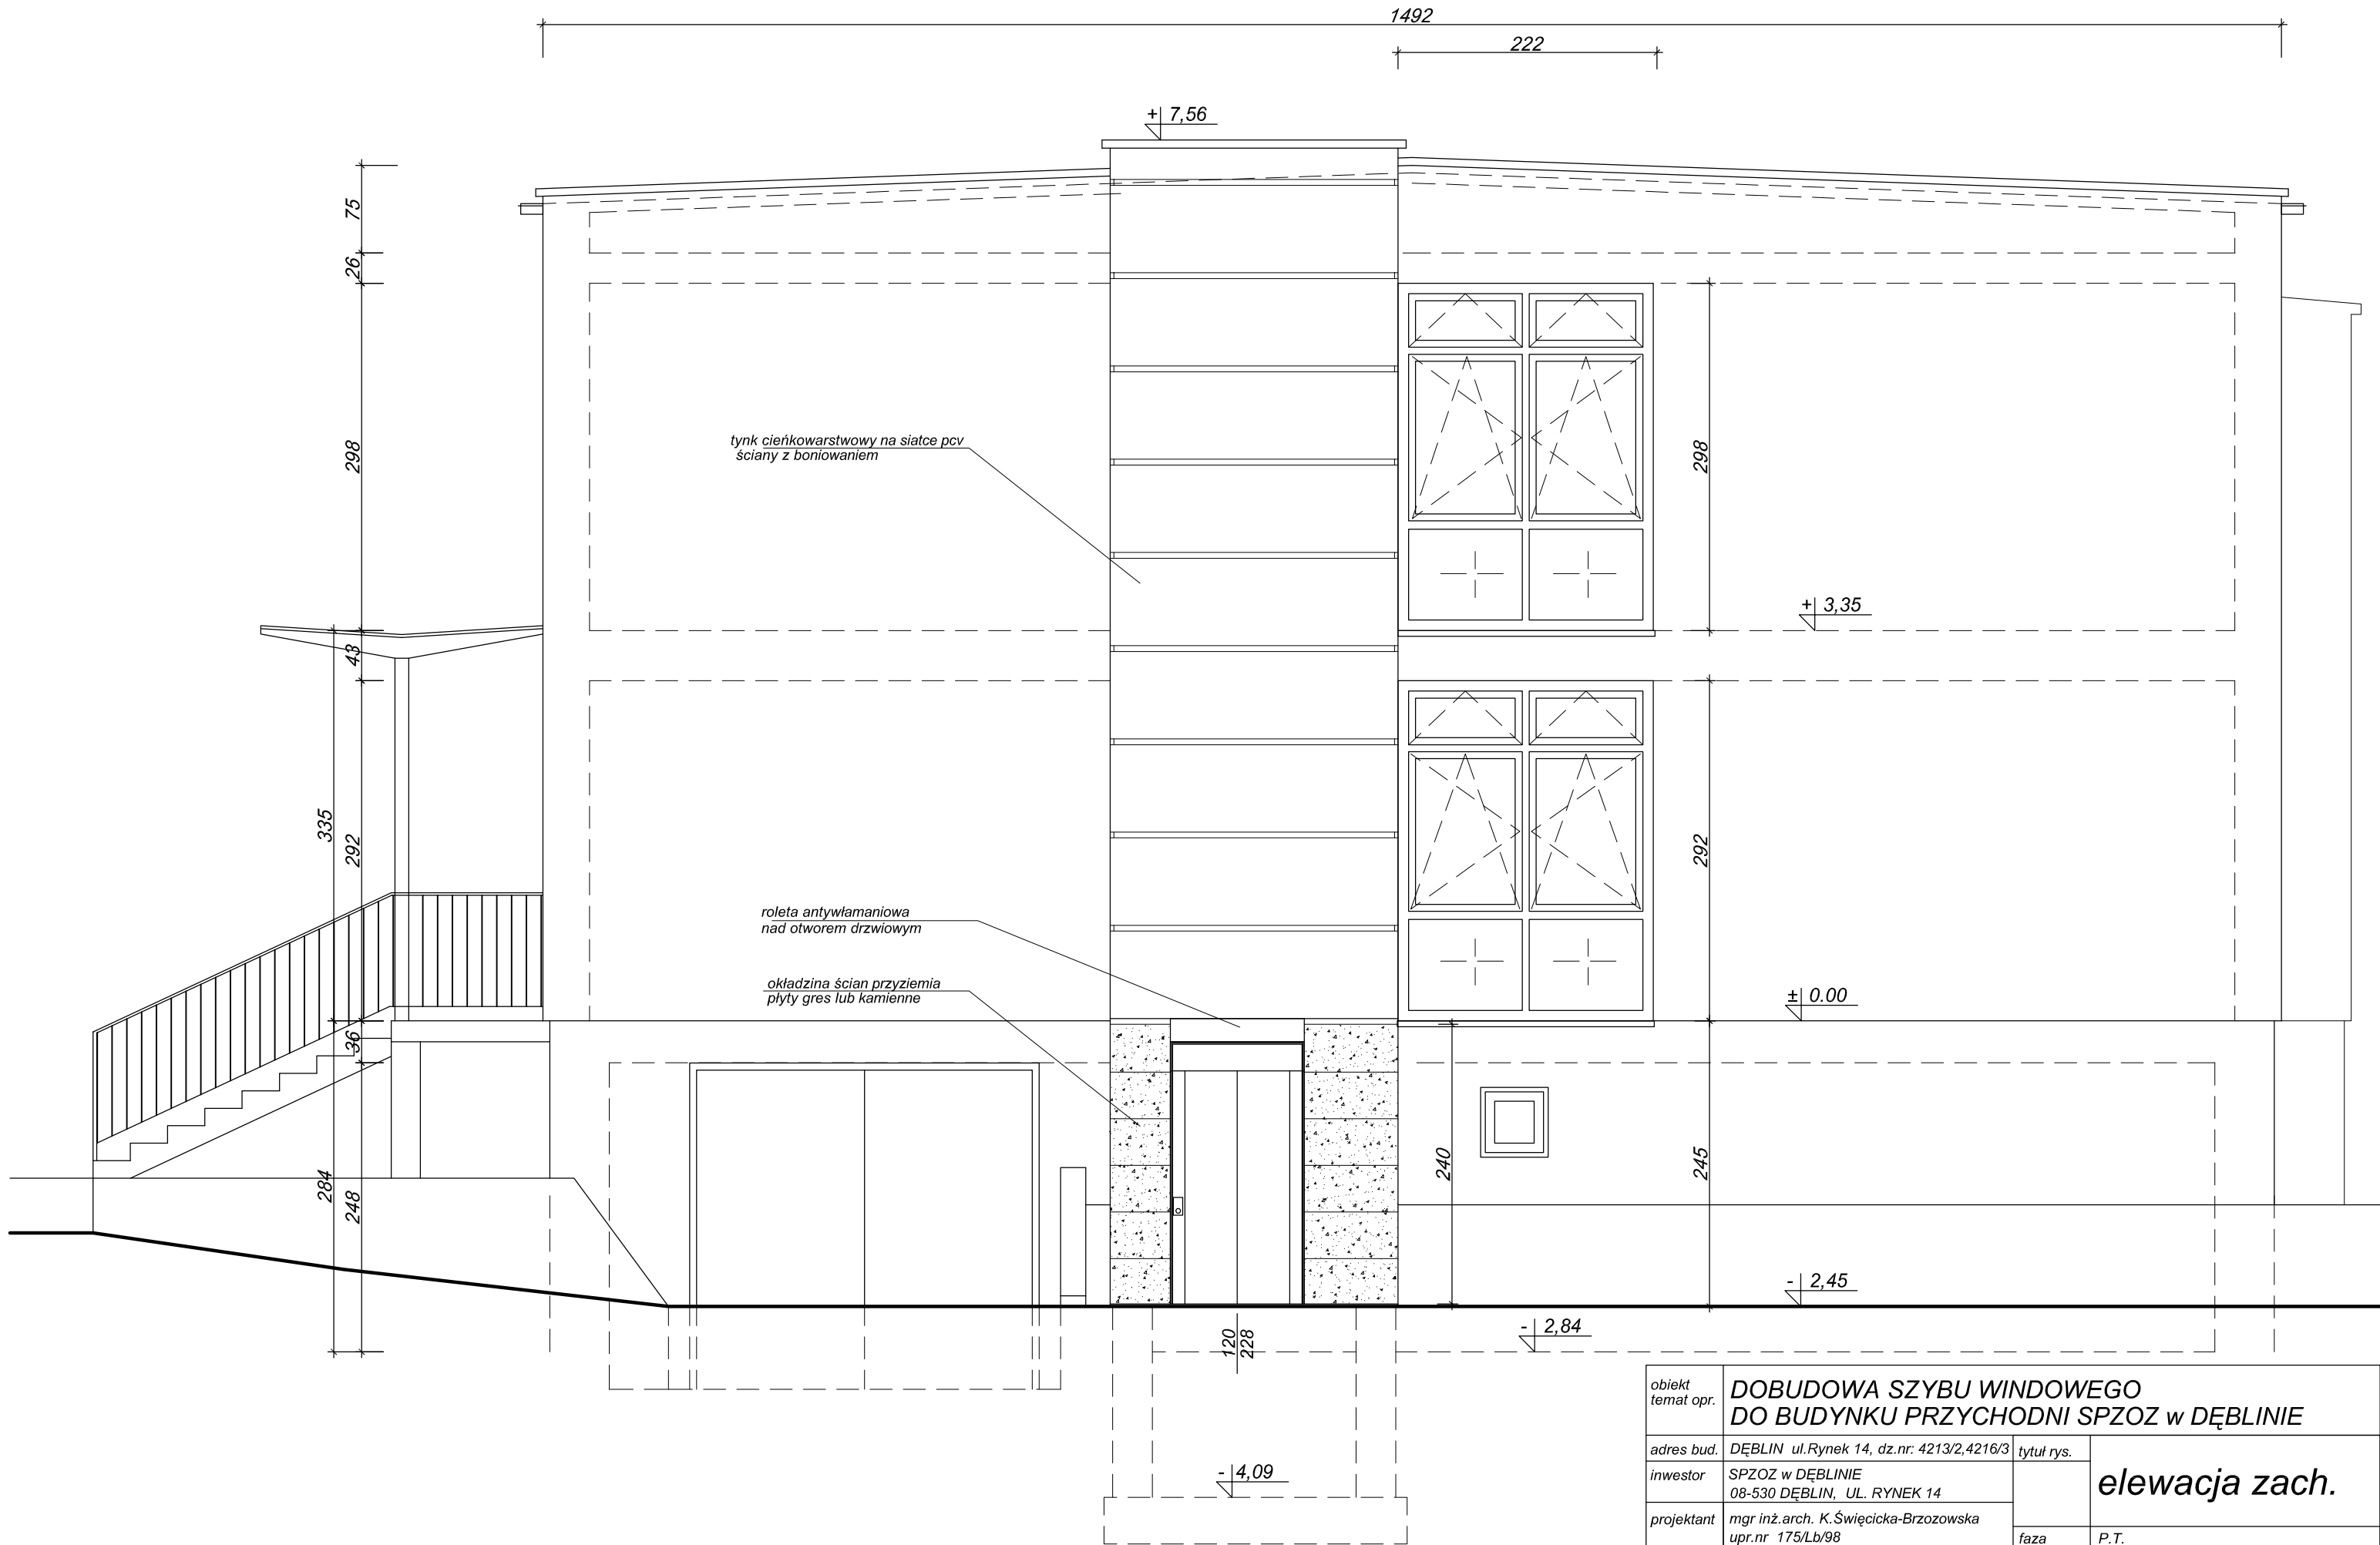 1492
222
+ 7,56
75
26
298
298
tynk cieńkowarstwowy na siatce pcv
ściany z boniowaniem
+ 3,35
43
335
292
292
roleta antywłamaniowa
nad otworem drzwiowym
okładzina ścian przyziemia
płyty gres lub kamienne
± 0.00
36
284
248
240
245
- 2,45
120
228
- 2,84
- 4,09
obiekt
temat opr.
DOBUDOWA SZYBU WINDOWEGO
DO BUDYNKU PRZYCHODNI SPZOZ w DĘBLINIE
adres bud. DĘBLIN ul.Rynek 14, dz.nr: 4213/2,4216/3
tytuł rys.
elewacja zach.
inwestor SPZOZ w DĘBLINIE
08-530 DĘBLIN, UL. RYNEK 14
projektant mgr inż.arch. K.Święcicka-Brzozowska
upr.nr 175/Lb/98
faza P.T.